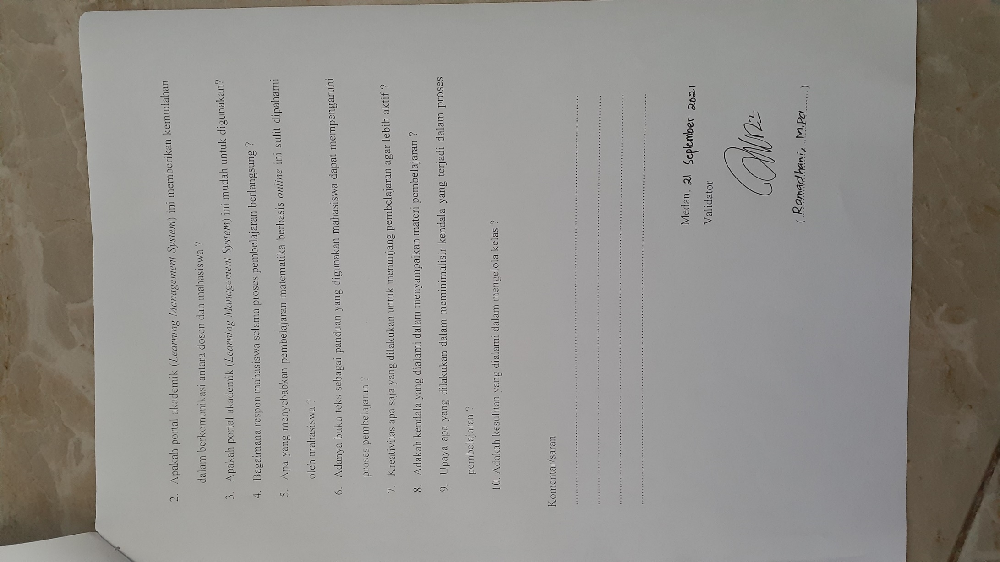 2. Apakah portal akademik (Learning Management System) ini memberikan kemudahan
dalam berkomunikasi antara dosen dan mahasiswa ?
3. Apakah portal akademik (Learning Management System) ini mudah untuk digunakan?
4. Bagaimana respon mahasiswa selama proses pembelajaran berlangsung ?
5. Apa yang menyebabkan pembelajaran matematika berbasis online ini sulit dipahami
oleh mahasiswa ?
6. Adanya buku teks sebagai panduan yang digunakan mahasiswa dapat mempengaruhi
proses pembelajaran ?
7. Kreativitas apa saja yang dilakukan untuk menunjang pembelajaran agar lebih aktif ?
8. Adakah kendala yang dialami dalam menyampaikan materi pembelajaran ?
9. Upaya apa yang dilakukan dalam meminimalisir kendala yang terjadi dalam proses
pembelajaran ?
10. Adakah kesulitan yang dialami dalam mengelola kelas ?
Komentar/saran
Medan, 21 September 2021
Validator
(Ramadhani, M.Pd)